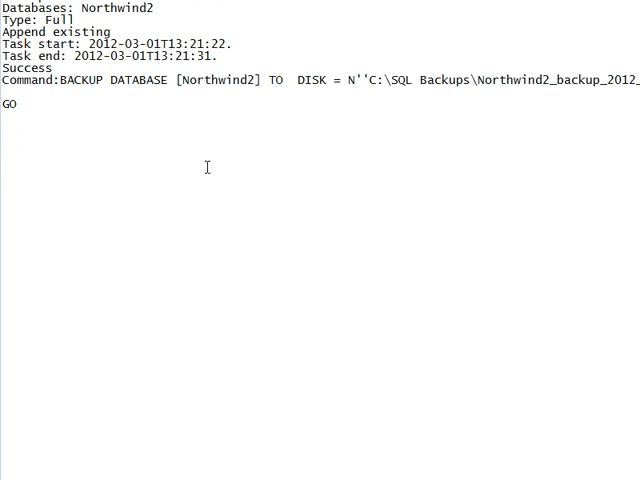 Databases: Northwind2
Type: Full
Append existing
Task start: 2012-03-01T13:21:22.
Task end: 2012-03-01T13:21:31.
Success
Command:BACKUP DATABASE [Northwind2] TO  DISK = N''C:\SQL Backups\Northwind2_backup_2012_
GO